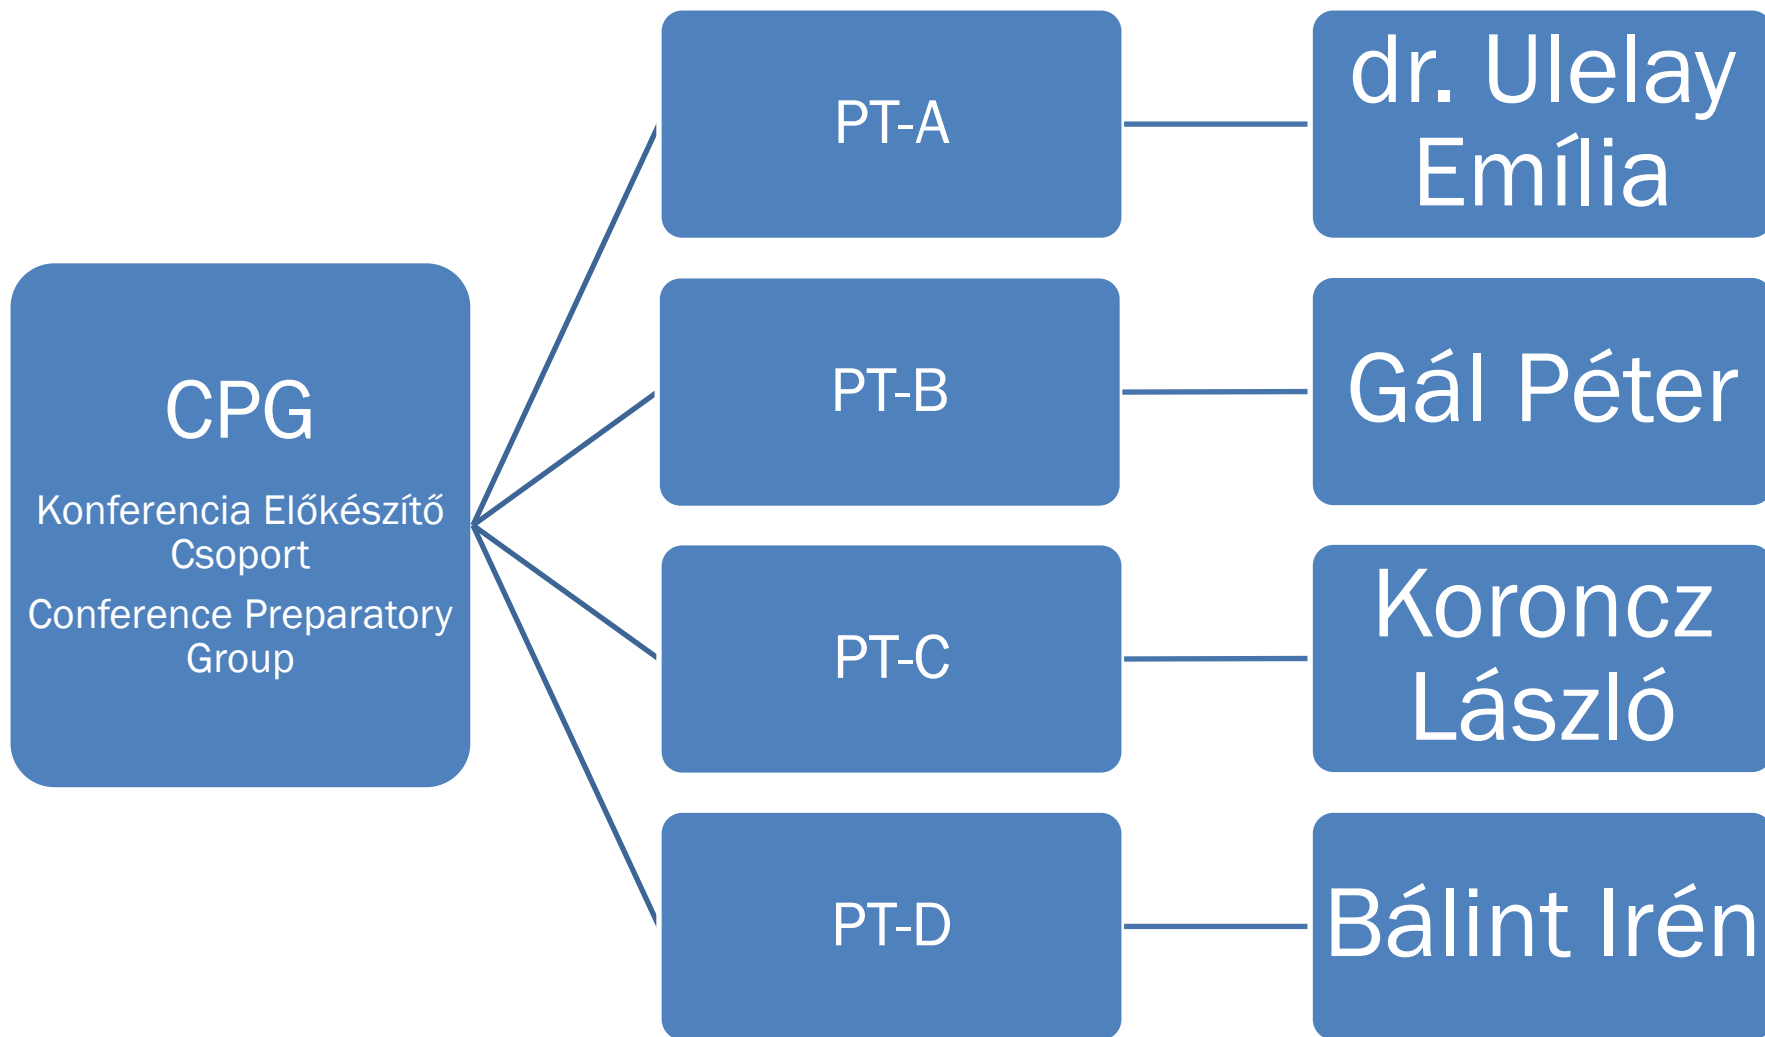 CPG
Konferencia Előkészítő
Csoport
Conference Preparatory
Group
PT-A
dr. Ulelay
Emília
PT-B
Gál Péter
PT-C
Koroncz
László
PT-D
Bálint Irén